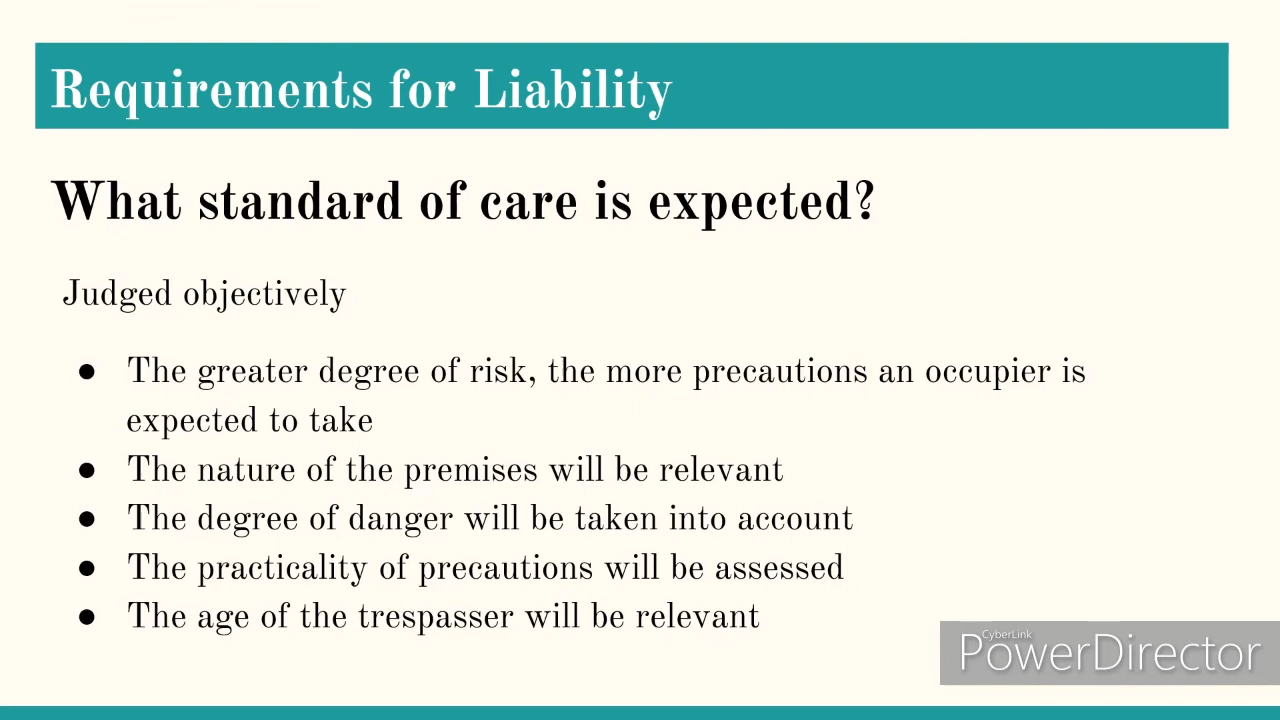 Requirements for Liability
What standard of care is expected?
Judged objectively
● The greater degree of risk, the more precautions an occupier is
expected to take
● The nature of the premises will be relevant
● The degree of danger will be taken into account
● The practicality of precautions will be assessed
● The age of the trespasser will be relevant
CyberLink
PowerDirector